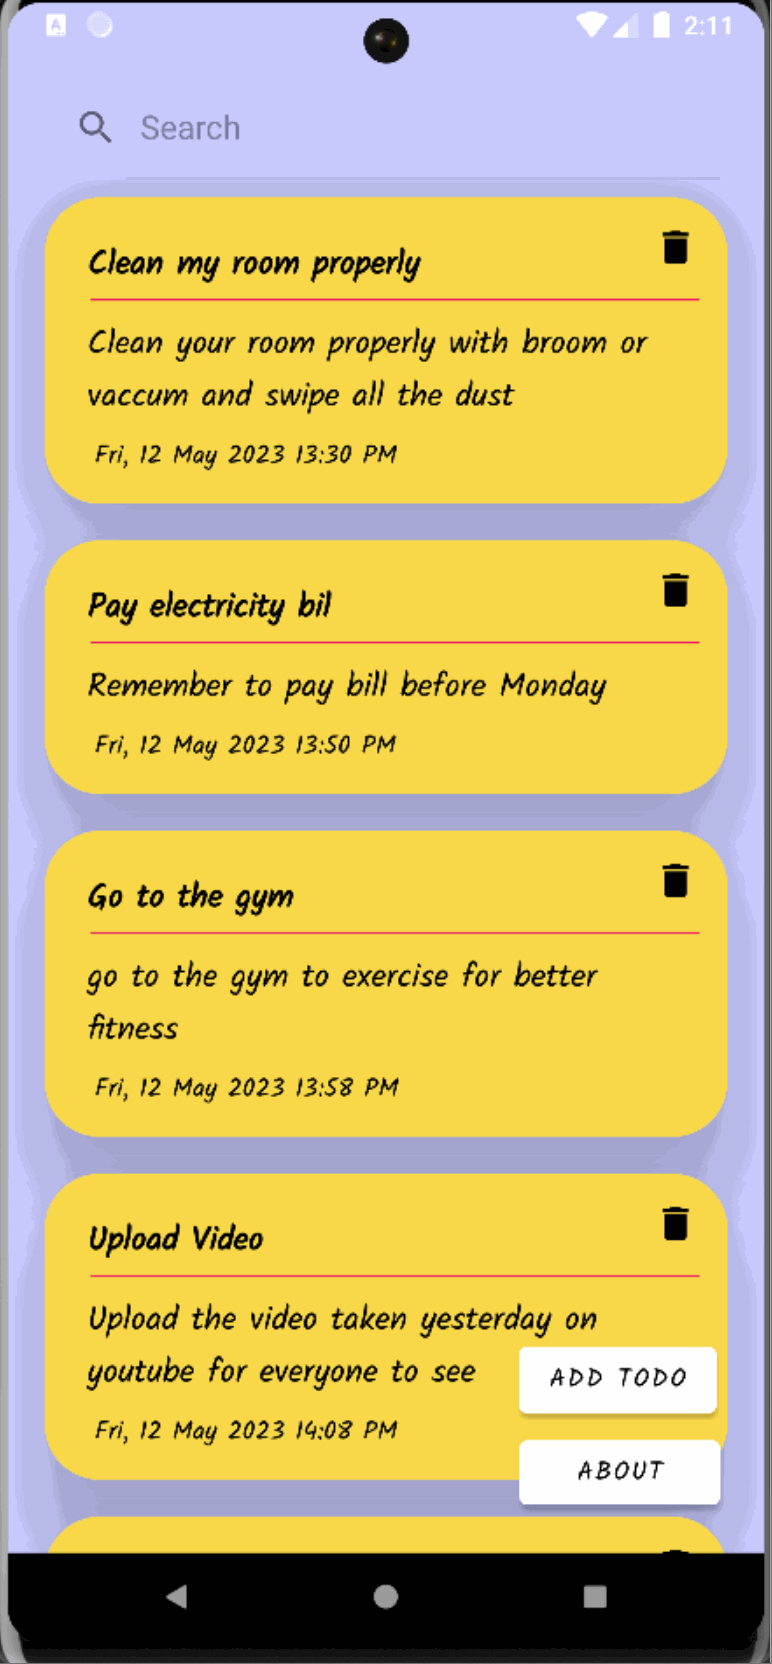 A 2:11
Search
Clean my room properly
Clean your room properly with broom or
vaccum and swipe all the dust
Fri, 12 May 2023 13:30 PM
Pay electricity bil
Remember to pay bill before Monday
Fri, 12 May 2023 13:50 PM
Go to the gym
go to the gym to exercise for better
fitness
Fri, 12 May 2023 13:58 PM
Upload Video
Upload the video taken yesterday on
youtube for everyone to see
Fri, 12 May 2023 14:08 PM
ADD TODO
ABOUT